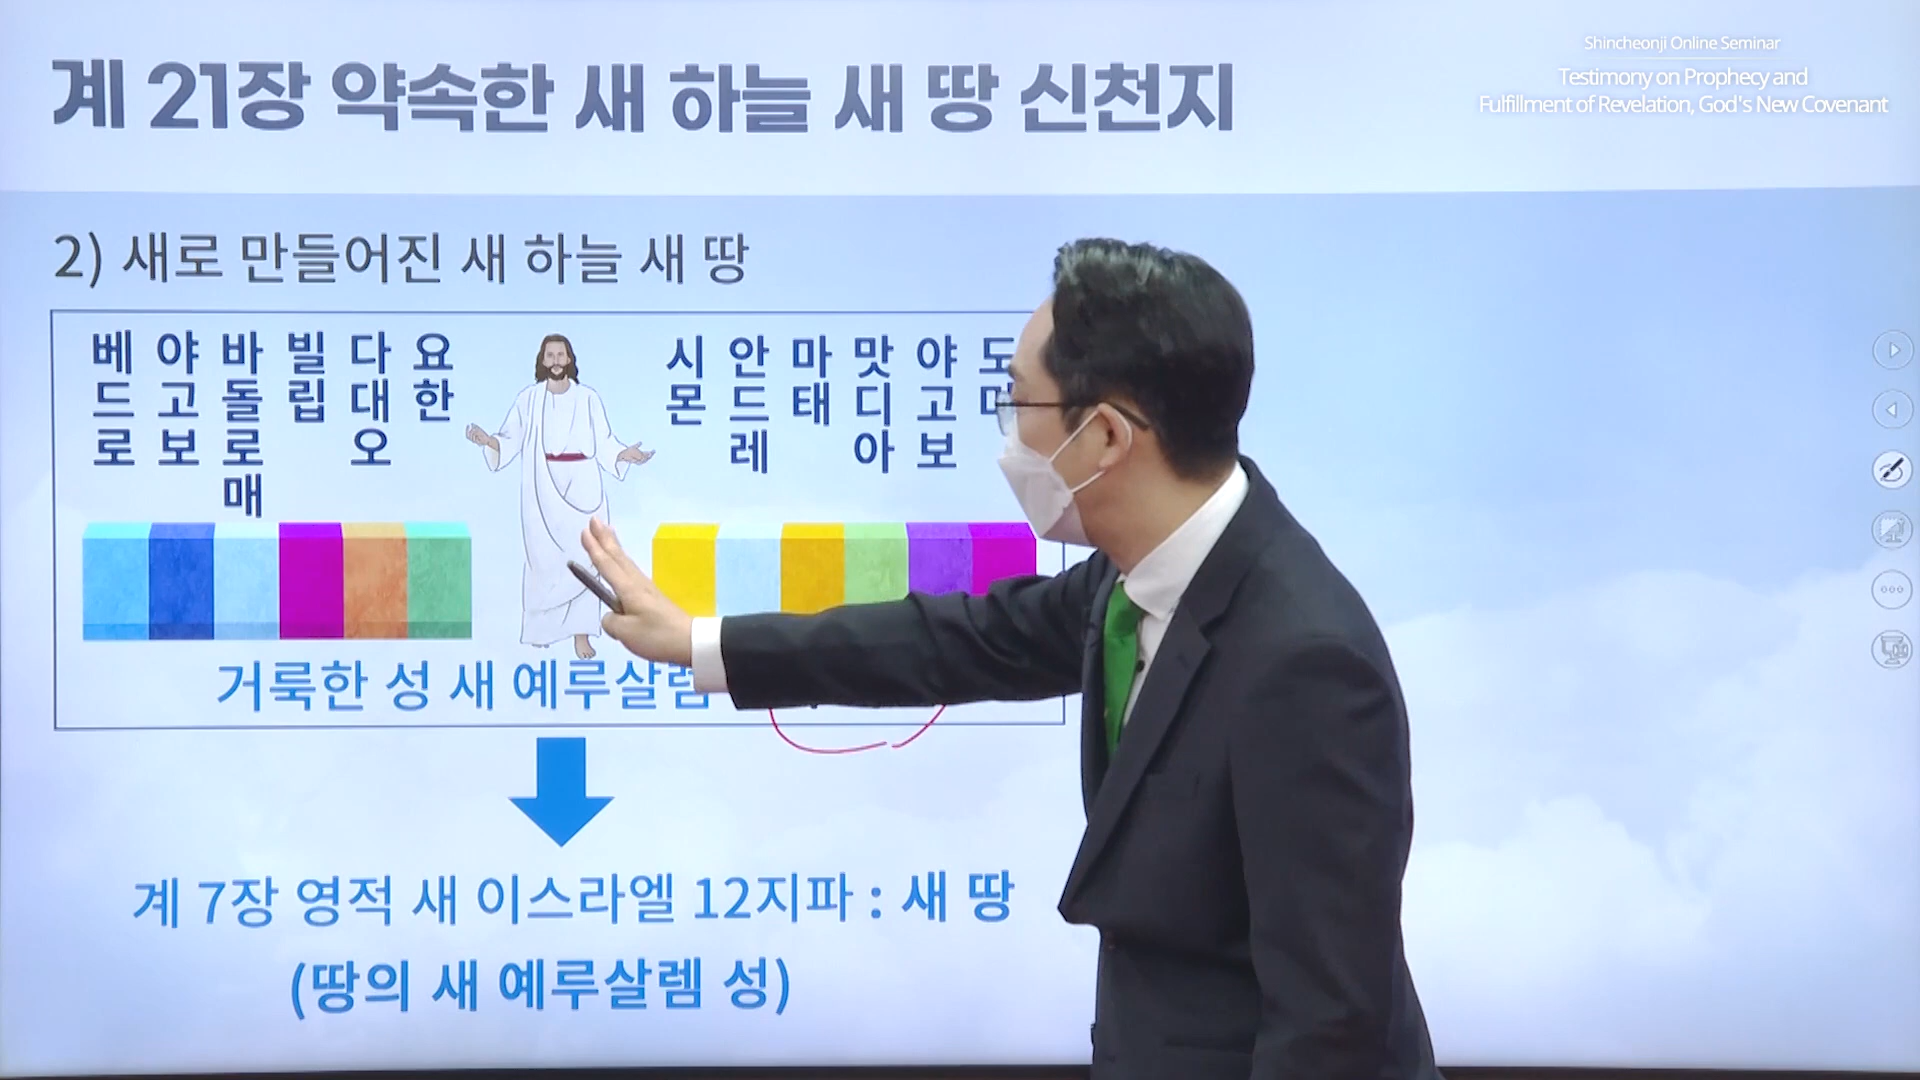 계 21장 약속한 새 하늘 새 땅 신천지
Shincheonji Online Seminar
Testimony on Prophecy and
Fulfillment of Revelation, God's New Covenant
2) 새로 만들어진 새 하늘 새 땅
베드로 야고보 바돌로매 빌립 다대오 요한
시몬 안드레 마태 맛디아 야고보
거룩한 성 새 예루살렘
계 7장 영적 새 이스라엘 12지파 : 새 땅
(땅의 새 예루살렘 성)